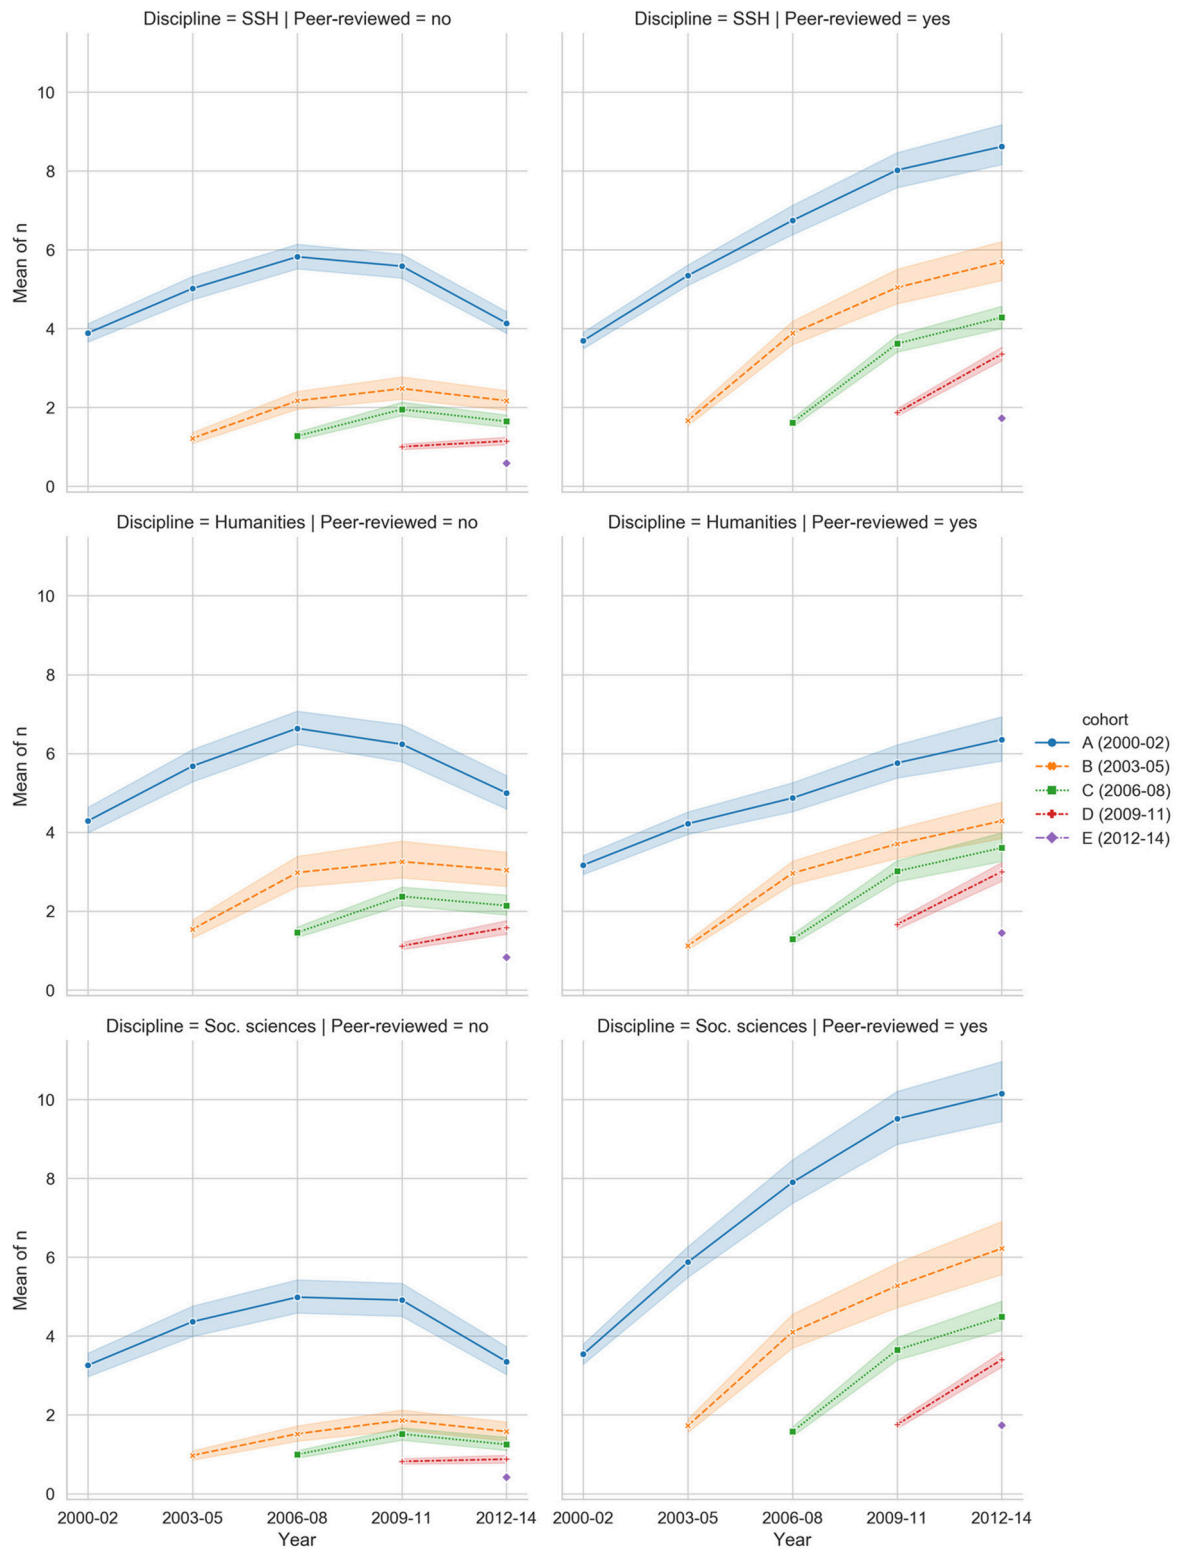 Discipline = SSH | Peer-reviewed = no
Discipline = SSH | Peer-reviewed = yes
10
8
6
4
2
0
Mean of n
Discipline = Humanities | Peer-reviewed = no
Discipline = Humanities | Peer-reviewed = yes
10
8
6
4
2
0
Mean of n
cohort
A (2000-02)
B (2003-05)
C (2006-08)
D (2009-11)
E (2012-14)
Discipline = Soc. sciences | Peer-reviewed = no
Discipline = Soc. sciences | Peer-reviewed = yes
10
8
6
4
2
0
Mean of n
2000-02 2003-05 2006-08 2009-11 2012-14
Year
2000-02 2003-05 2006-08 2009-11 2012-14
Year